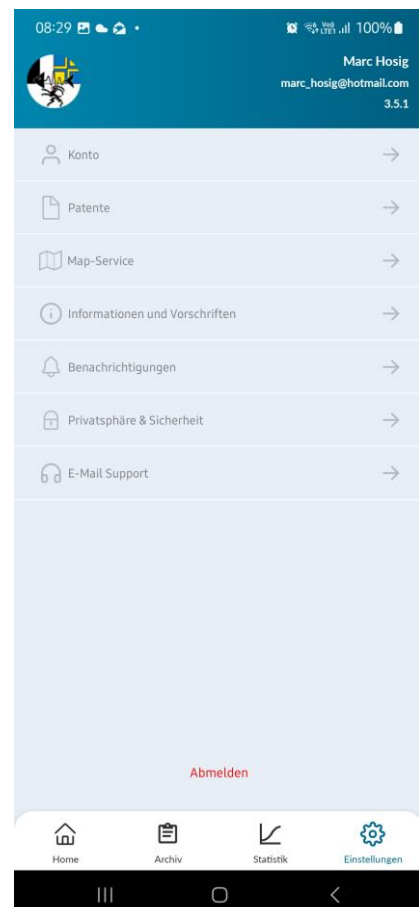 08:29 100%
Marc Hosig
marc_hosig@hotmail.com
3.5.1
Konto
Patente
Map-Service
Informationen und Vorschriften
Benachrichtigungen
Privatsphäre & Sicherheit
E-Mail Support
Abmelden
Home Archiv Statistik Einstellungen